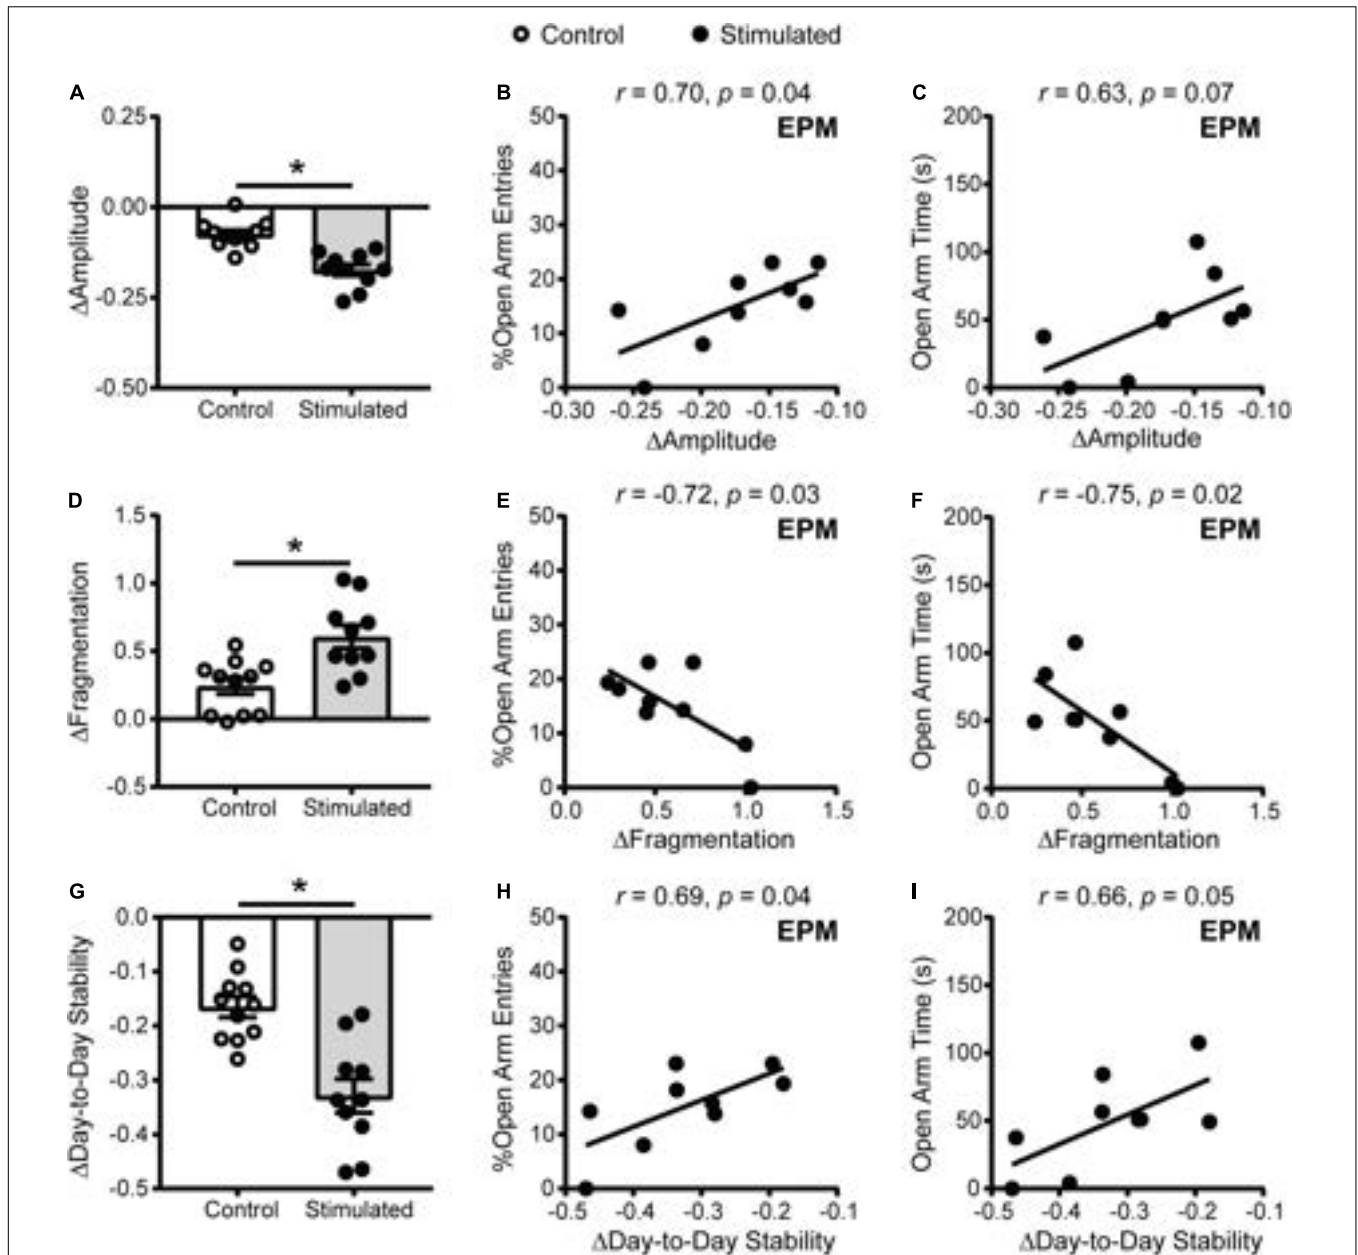 Control Stimulated
A
0.25
0.00
-0.25
-0.50
ΔAmplitude
*
Control Stimulated
B
r = 0.70, p = 0.04
EPM
50
40
30
20
10
0
%Open Arm Entries
-0.30 -0.25 -0.20 -0.15 -0.10
ΔAmplitude
C
r = 0.63, p = 0.07
EPM
200
150
100
50
0
Open Arm Time (s)
-0.30 -0.25 -0.20 -0.15 -0.10
ΔAmplitude
D
1.5
1.0
0.5
0.0
-0.5
ΔFragmentation
*
Control Stimulated
E
r = -0.72, p = 0.03
EPM
50
40
30
20
10
0
%Open Arm Entries
0.0 0.5 1.0 1.5
ΔFragmentation
F
r = -0.75, p = 0.02
EPM
200
150
100
50
0
Open Arm Time (s)
0.0 0.5 1.0 1.5
ΔFragmentation
G
0.0
-0.1
-0.2
-0.3
-0.4
-0.5
ΔDay-to-Day Stability
*
Control Stimulated
H
r = 0.69, p = 0.04
EPM
50
40
30
20
10
0
%Open Arm Entries
-0.5 -0.4 -0.3 -0.2 -0.1
ΔDay-to-Day Stability
I
r = 0.66, p = 0.05
EPM
200
150
100
50
0
Open Arm Time (s)
-0.5 -0.4 -0.3 -0.2 -0.1
ΔDay-to-Day Stability